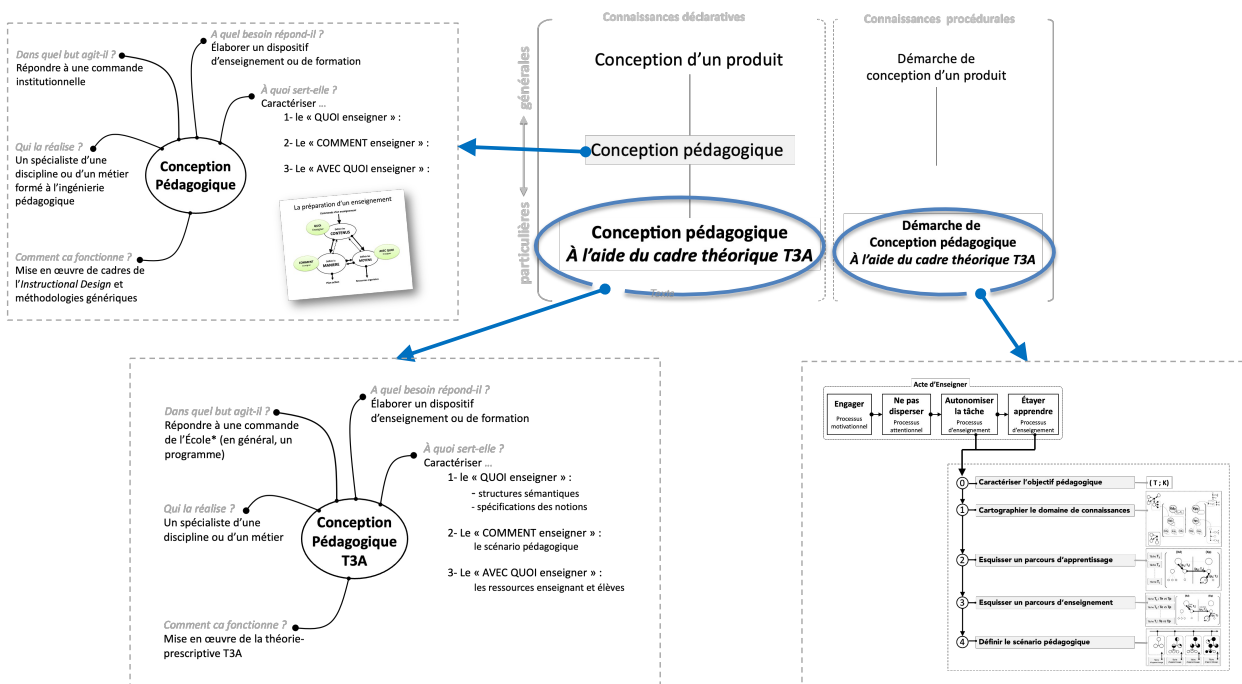 Connaissances déclaratives
Connaissances procédurales
générales
particulières
Conception d'un produit
Conception pédagogique
Conception pédagogique
À l'aide du cadre théorique T3A
Démarche de
conception d'un produit
Démarche de
Conception pédagogique
À l'aide du cadre théorique T3A
A quel besoin répond-il ?
Élaborer un dispositif
d'enseignement ou de formation
Dans quel but agit-il ?
Répondre à une commande
institutionnelle
À quoi sert-elle ?
Caractériser ...
1- le « QUOI enseigner » :
2- Le « COMMENT enseigner » :
3- Le « AVEC QUOI enseigner » :
Qui la réalise ?
Un spécialiste d'une
discipline ou d'un métier
formé à l'ingénierie
pédagogique
Conception
Pédagogique
Comment ca fonctionne ?
Mise en œuvre de cadres de
l'Instructional Design et
méthodologies génériques
La préparation d'un enseignement
QUOI
CONTENUS
COMMENT
MANIERE
AVEC QUOI
MOYENS
A quel besoin répond-il ?
Élaborer un dispositif
d'enseignement ou de formation
Dans quel but agit-il ?
Répondre à une commande
de l'École* (en général, un
programme)
À quoi sert-elle ?
Caractériser ...
1- le « QUOI enseigner » :
- structures sémantiques
- spécifications des notions
2- Le « COMMENT enseigner » :
le scénario pédagogique
3- Le « AVEC QUOI enseigner » :
les ressources enseignant et élèves
Qui la réalise ?
Un spécialiste d'une
discipline ou d'un métier
Conception
Pédagogique
T3A
Comment ca fonctionne ?
Mise en œuvre de la théorie-
prescriptive T3A
Acte d'Enseigner
Engager
Processus
motivationnel
Ne pas
disperser
Processus
attentionnel
Autonomiser
la tâche
Processus
d'enseignement
Étayer
apprendre
Processus
d'enseignement
0 Caractériser l'objectif pédagogique ( T ; K)
1 Cartographier le domaine de connaissances
2 Esquisser un parcours d'apprentissage
3 Esquisser un parcours d'enseignement
4 Définir le scénario pédagogique